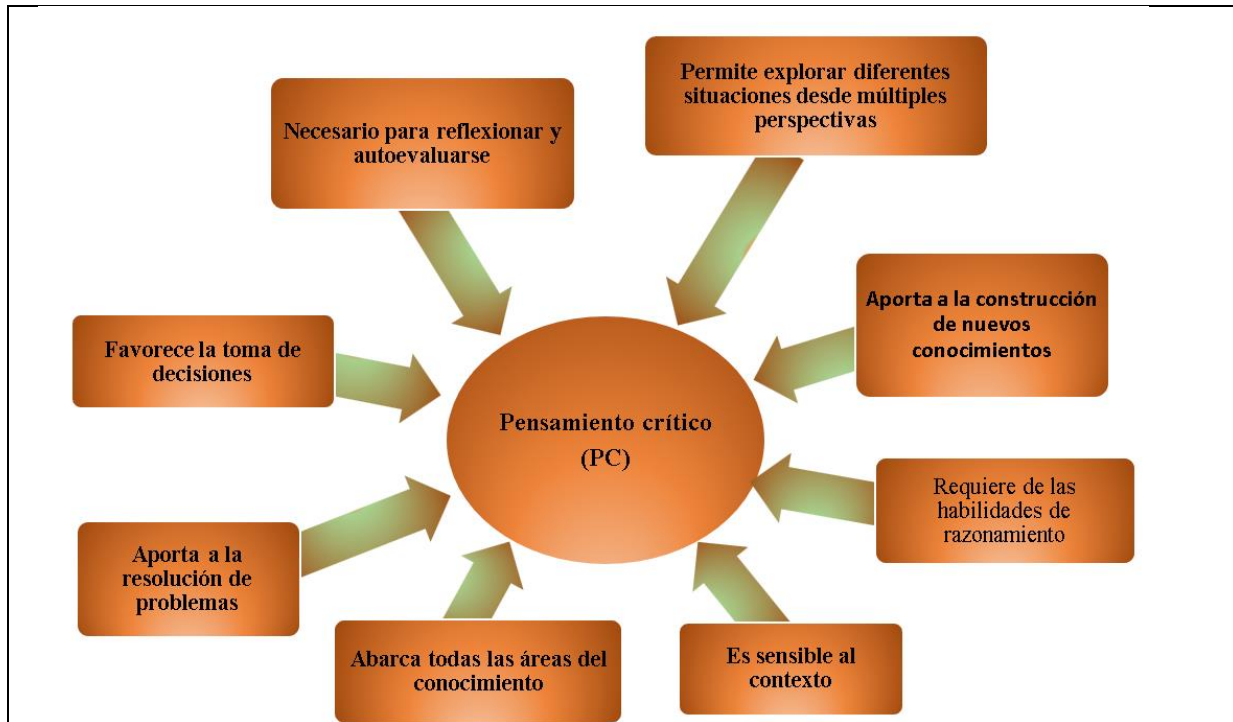 Permite explorar diferentes
situaciones desde múltiples
perspectivas
Necesario para reflexionar y
autoevaluarse
Aporta a la construcción
de nuevos
conocimientos
Favorece la toma de
decisiones
Pensamiento crítico
(PC)
Requiere de las
habilidades de
razonamiento
Aporta a la
resolución de
problemas
Abarca todas las áreas del
conocimiento
Es sensible al
contexto